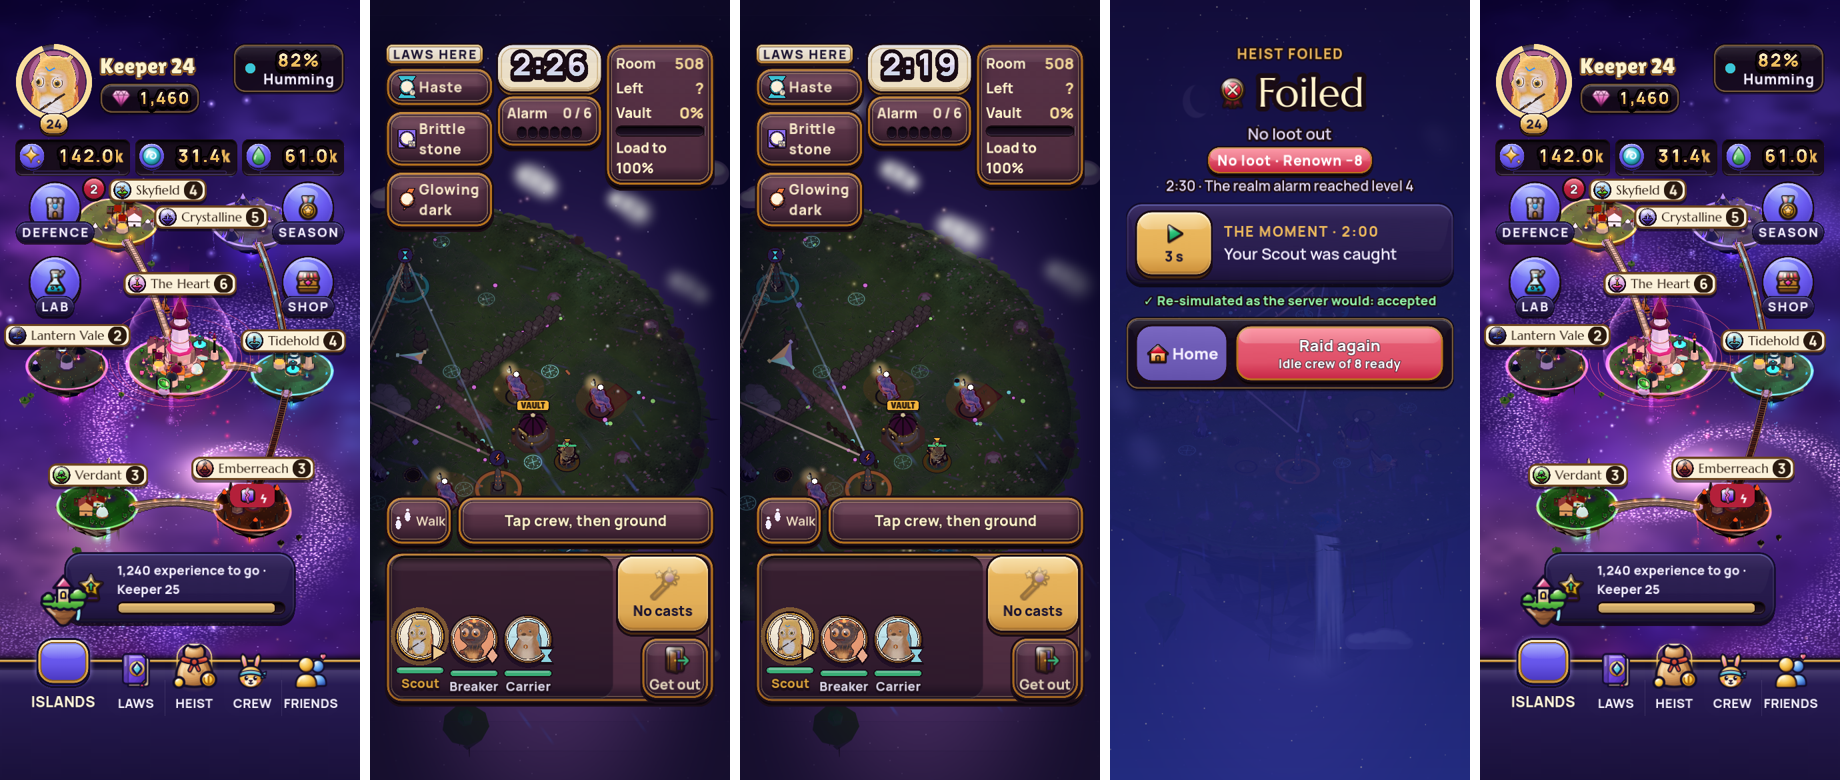 Keeper 24
1,460
24
82%
Humming
142.0k
31.4k
61.0k
2
Skyfield 4
Crystalline 5
DEFENCE
SEASON
The Heart 6
LAB
SHOP
Lantern Vale 2
Tidehold 4
Verdant 3
Emberreach 3
4
1,240 experience to go ·
Keeper 25
ISLANDS
LAWS
HEIST
CREW
FRIENDS
LAWS HERE
Haste
Brittle
stone
Glowing
dark
2:26
Alarm 0/6
Room 508
Left ?
Vault 0%
Load to
100%
VAULT
Walk
Tap crew, then ground
No casts
Scout
Breaker
Carrier
Get out
LAWS HERE
Haste
Brittle
stone
Glowing
dark
2:19
Alarm 0/6
Room 508
Left ?
Vault 0%
Load to
100%
VAULT
Walk
Tap crew, then ground
No casts
Scout
Breaker
Carrier
Get out
HEIST FOILED
Foiled
No loot out
No loot · Renown −8
2:30 · The realm alarm reached level 4
3 s
THE MOMENT · 2:00
Your Scout was caught
✓ Re-simulated as the server would: accepted
Home
Raid again
Idle crew of 8 ready
Keeper 24
1,460
24
82%
Humming
142.0k
31.4k
61.0k
2
Skyfield 4
Crystalline 5
DEFENCE
SEASON
The Heart 6
LAB
SHOP
Lantern Vale 2
Tidehold 4
Verdant 3
Emberreach 3
4
1,240 experience to go ·
Keeper 25
ISLANDS
LAWS
HEIST
CREW
FRIENDS